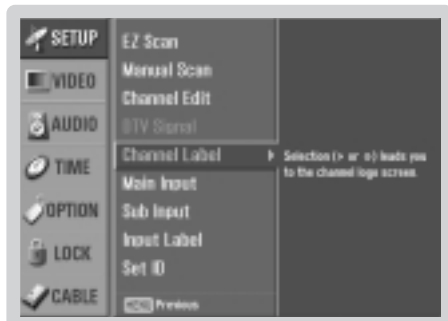 SETUP
VIDEO
AUDIO
TIME
OPTION
LOCK
CABLE
EZ Scan
Manual Scan
Channel Edit
DTV Signal
Channel Label
Main Input
Sub Input
Input Label
Set ID
MENU Previous
Selection (▷ or ⊙) leads you
to the channel logo screen.